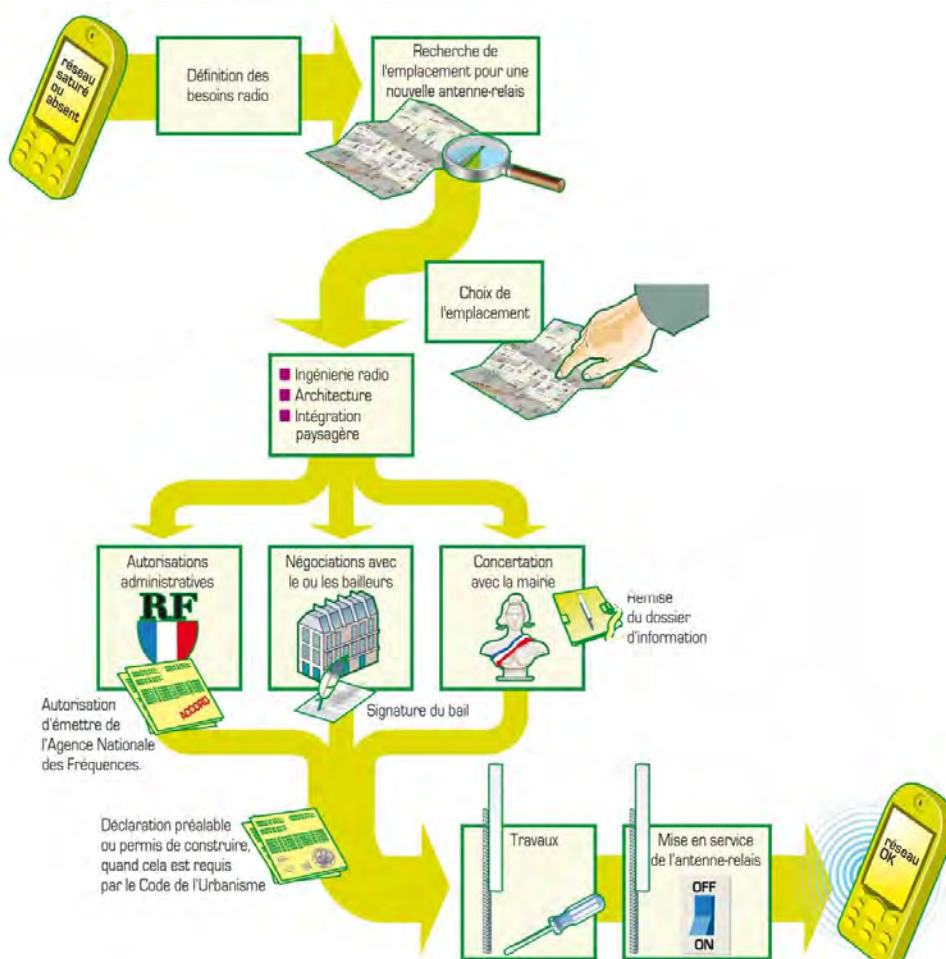 réseau
saturé
ou
absent
Définition des
besoins radio
Recherche de
l'emplacement pour une
nouvelle antenne-relais
Choix de
l'emplacement
Ingénierie radio
Architecture
Intégration
paysagère
Autorisations
administratives
RF
ACCORD
Autorisation
d'émettre de
l'Agence Nationale
des Fréquences.
Négociations avec
le ou les bailleurs
Signature du bail
Concertation
avec la mairie
Remise
du dossier
d'information
Déclaration préalable
ou permis de construire,
quand cela est requis
par le Code de l'Urbanisme
Travaux
Mise en service
de l'antenne-relais
OFF
ON
réseau
OK